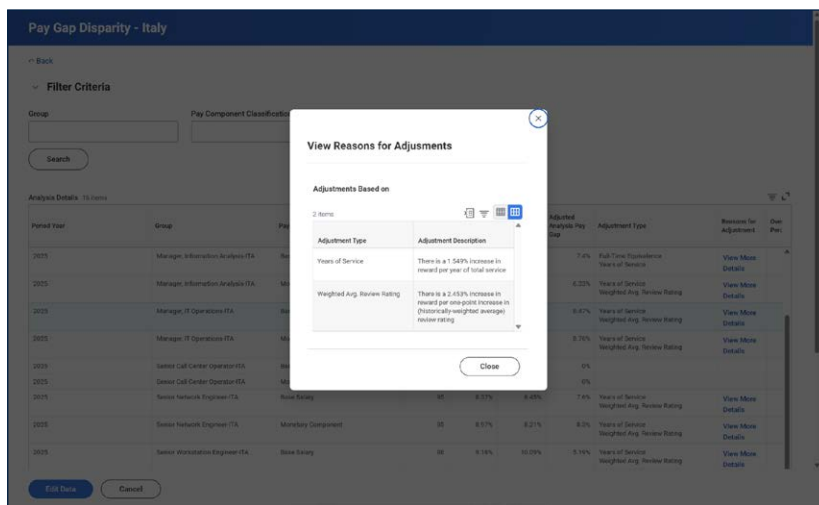 Pay Gap Disparity - Italy
Back
Filter Criteria
Group
Pay Component Classification
Search
Analysis Details 16 items
Period Year
Group
Adjusted Analysis Pay Gap
Adjustment Type
Reasons for Adjustment
2025 Manager, Information Analysis-ITA 7.4% Full-Time Equivalence View More
Years of Service Details
2025 Manager, Information Analysis-ITA Years of Service View More
Weighted Avg. Review Rating Details
2025 Manager, IT Operations-ITA Years of Service View More
Weighted Avg. Review Rating Details
2025 Manager, IT Operations-ITA Years of Service View More
Weighted Avg. Review Rating Details
2025 Senior Call Center Operator-ITA 0%
2025 Senior Call Center Operator-ITA 0%
2025 Senior Network Engineer-ITA Base Salary Years of Service View More
Weighted Avg. Review Rating Details
2025 Senior Network Engineer-ITA Monetary Component Years of Service View More
Weighted Avg. Review Rating Details
2025 Senior Workstation Engineer-ITA Base Salary Years of Service View More
Weighted Avg. Review Rating Details
Edit Data
Cancel
View Reasons for Adjusments
Adjustments Based on
2 items
Adjustment Type Adjustment Description
Years of Service There is a 1.549% increase in
reward per year of total service
Weighted Avg. Review Rating There is a 2.453% increase in
reward per one-point increase in
(historically-weighted average)
review rating
Close